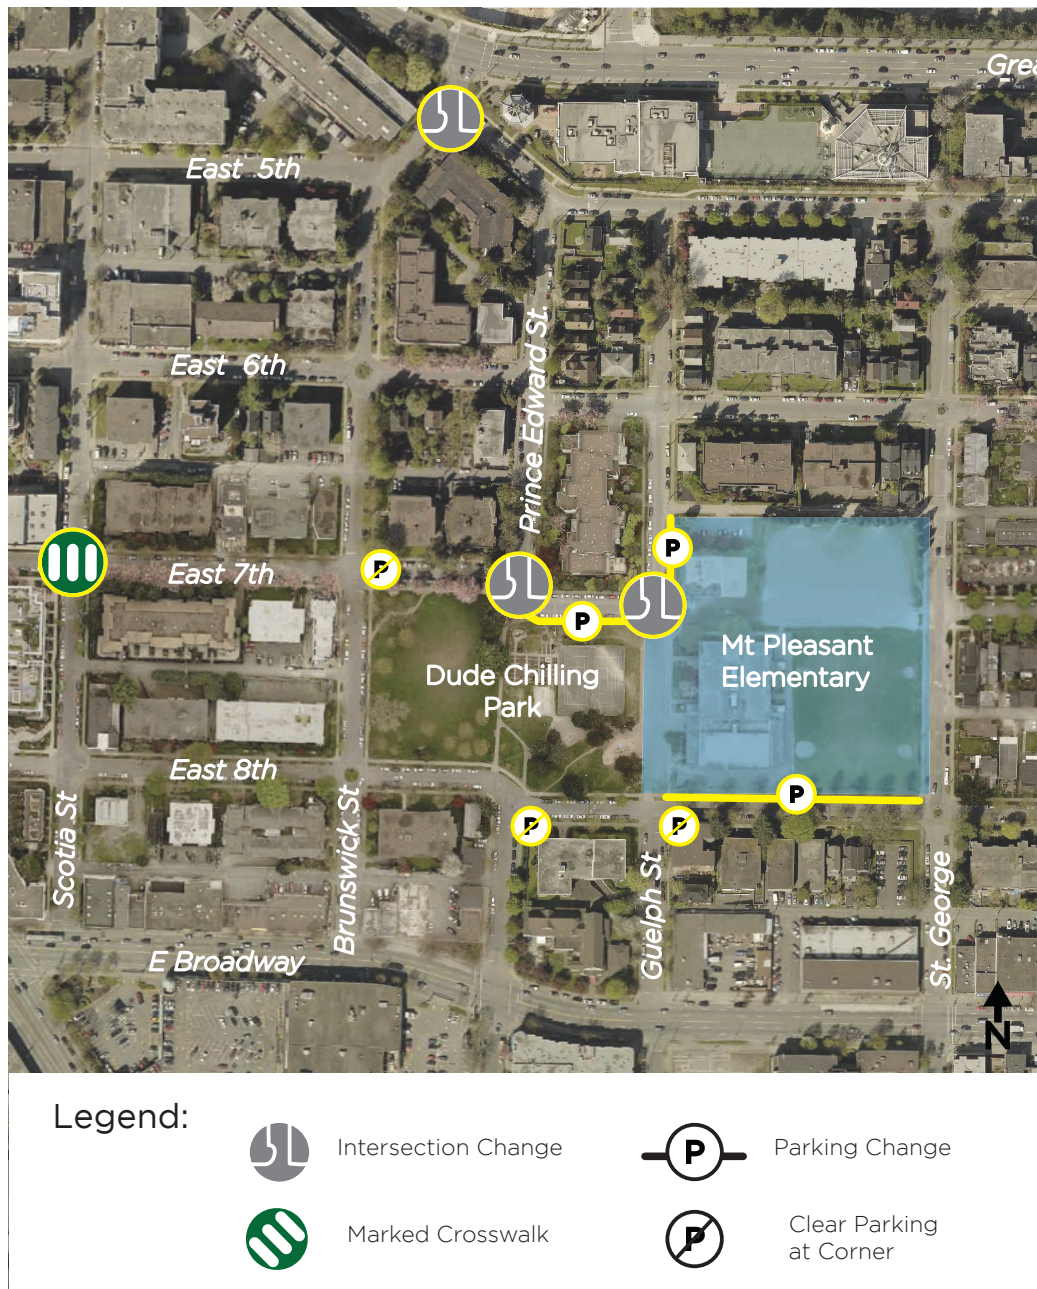 Grea
East 5th
East 6th
Prince Edward St.
East 7th
P
P
P
Mt Pleasant
Elementary
Dude Chilling
Park
East 8th
P
P
P
Scotia St
Brunswick St
Guelph St
St. George
E Broadway
N
Legend:
Intersection Change
P
Parking Change
Marked Crosswalk
P
Clear Parking
at Corner